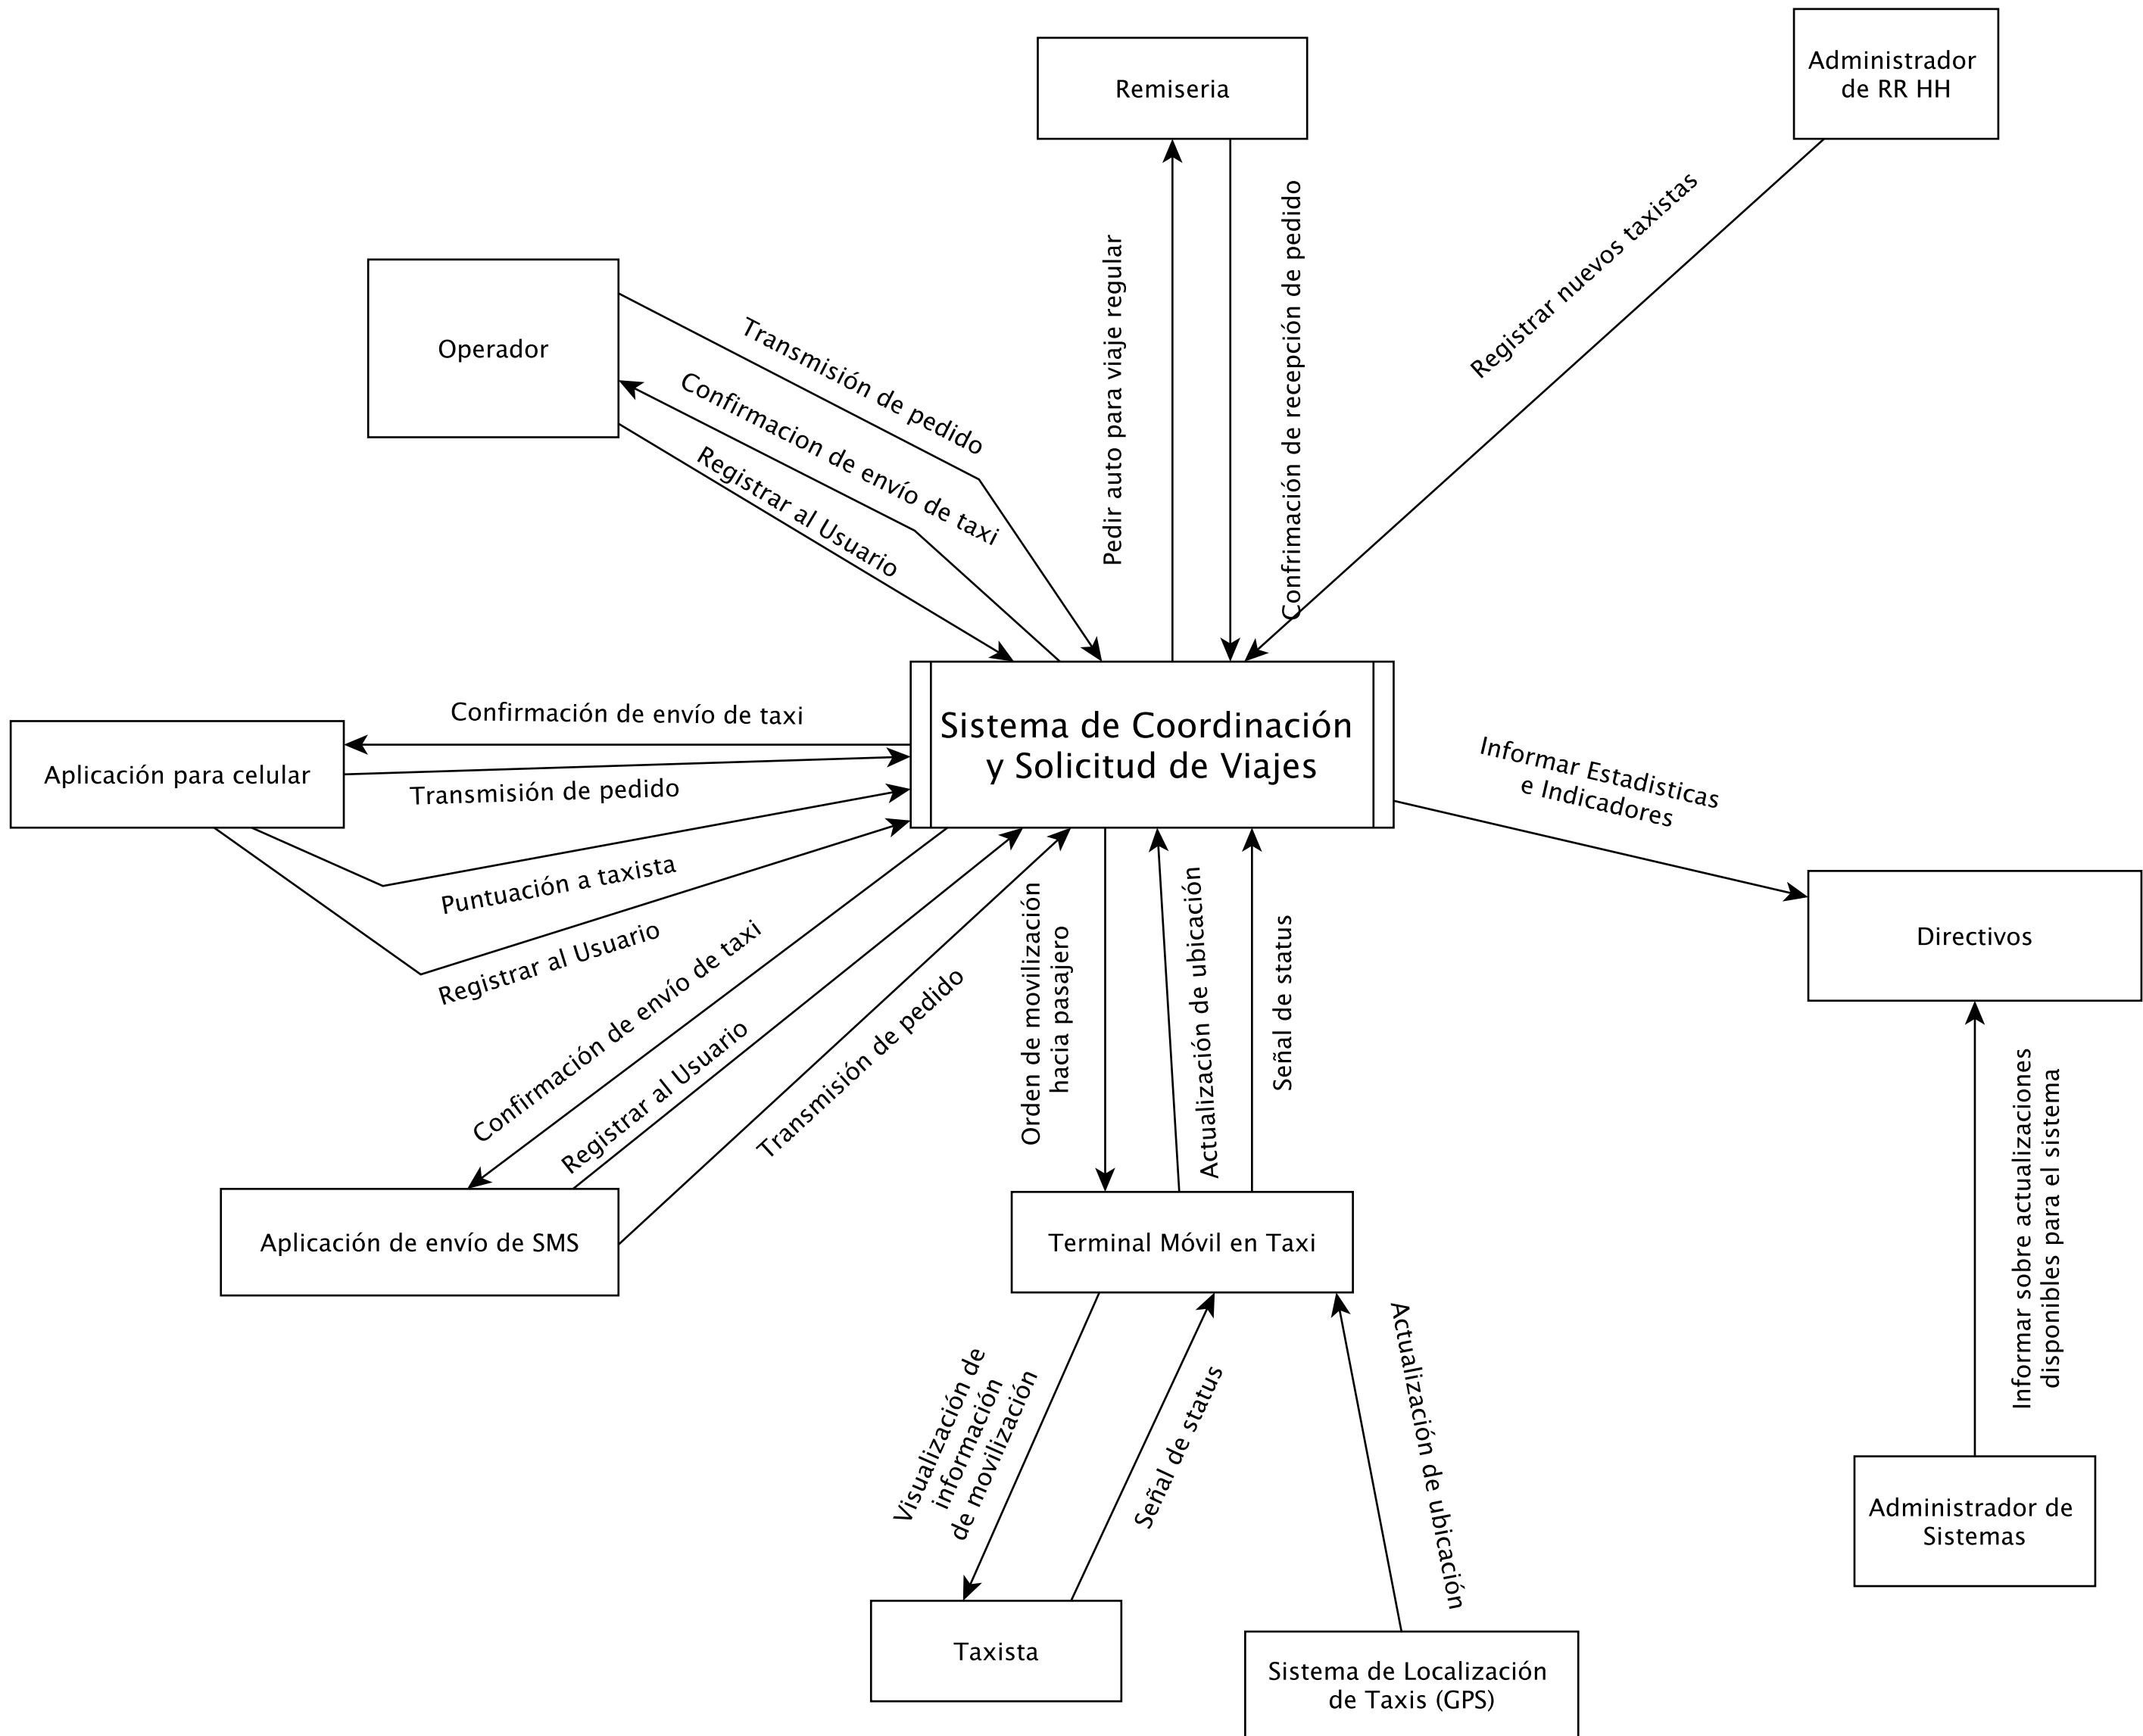 Remiseria
Administrador
de RR HH
Operador
Transmisión de pedido
Confirmacion de envío de taxi
Registrar al Usuario
Pedir auto para viaje regular
Confrimación de recepción de pedido
Registrar nuevos taxistas
Sistema de Coordinación
y Solicitud de Viajes
Aplicación para celular
Confirmación de envío de taxi
Transmisión de pedido
Puntuación a taxista
Registrar al Usuario
Informar Estadisticas
e Indicadores
Directivos
Confirmación de envío de taxi
Registrar al Usuario
Transmisión de pedido
Orden de movilización
hacia pasajero
Actualización de ubicación
Señal de status
Aplicación de envío de SMS
Terminal Móvil en Taxi
Informar sobre actualizaciones
disponibles para el sistema
Visualización de
información
de movilización
Señal de status
Actualización de ubicación
Administrador de
Sistemas
Taxista
Sistema de Localización
de Taxis (GPS)